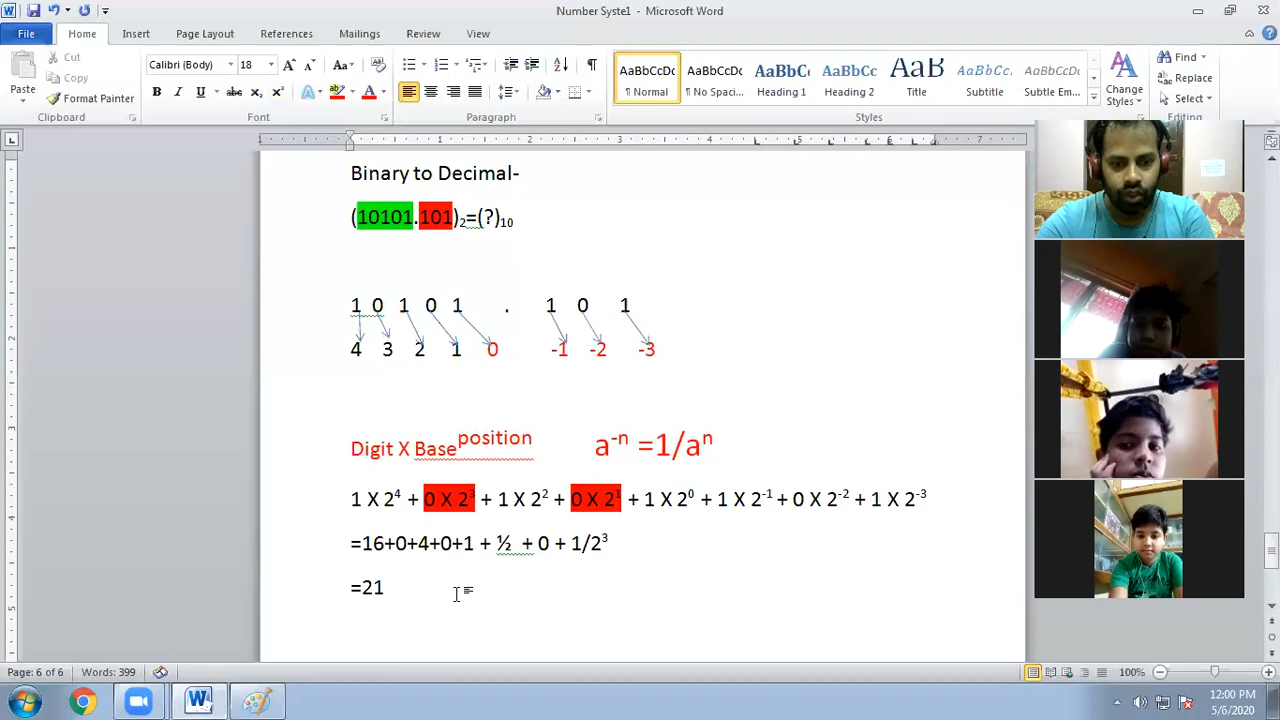 Number Syste1 - Microsoft Word
File Home Insert Page Layout References Mailings Review View
Paste Cut Copy Format Painter
Calibri (Body) 18
AaBbCcDc AaBbCcDc AaBbC‹ AaBbCc AaB AaBbCc. AaBbCcDc
¶ Normal ¶ No Spaci... Heading 1 Heading 2 Title Subtitle Subtle Em...
Change Styles
Find Replace Select
Clipboard Font Paragraph Styles Editing
Binary to Decimal-
(10101.101)₂=(?)₁₀
1 0 1 0 1 . 1 0 1
4 3 2 1 0 -1 -2 -3
Digit X Base^position a⁻ⁿ =1/aⁿ
1 X 2⁴ + 0 X 2³ + 1 X 2² + 0 X 2¹ + 1 X 2⁰ + 1 X 2⁻¹ + 0 X 2⁻² + 1 X 2⁻³
=16+0+4+0+1 + ½ + 0 + 1/2³
=21
Page: 6 of 6 Words: 399 100%
12:00 PM
5/6/2020